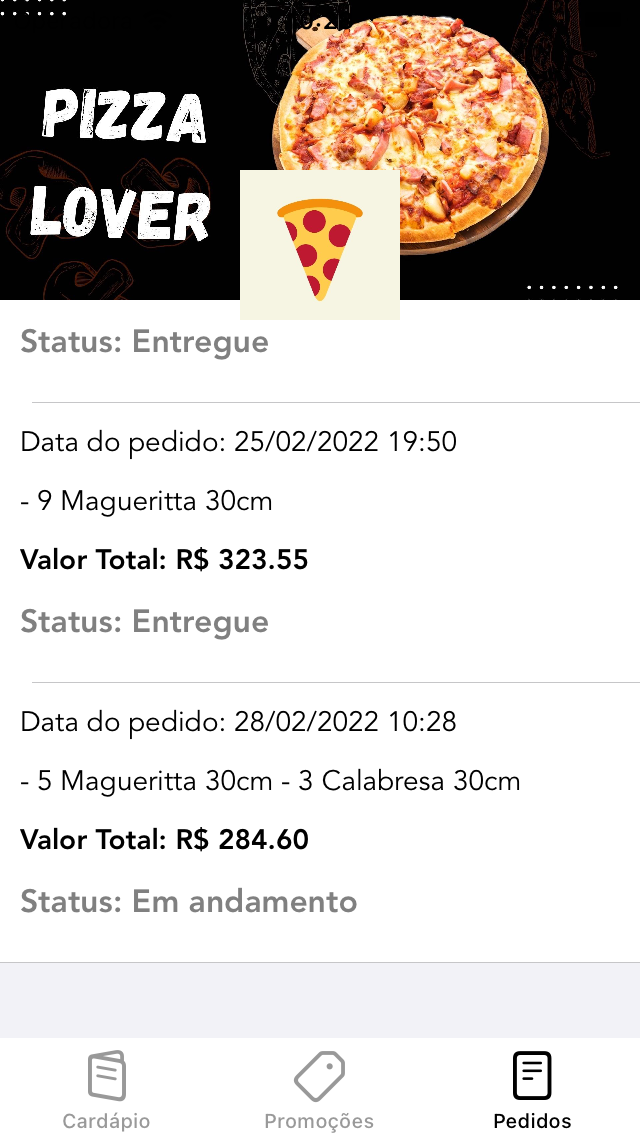 PIZZA
LOVER
Status: Entregue
Data do pedido: 25/02/2022 19:50
- 9 Magueritta 30cm
Valor Total: R$ 323.55
Status: Entregue
Data do pedido: 28/02/2022 10:28
- 5 Magueritta 30cm - 3 Calabresa 30cm
Valor Total: R$ 284.60
Status: Em andamento
Cardápio
Promoções
Pedidos